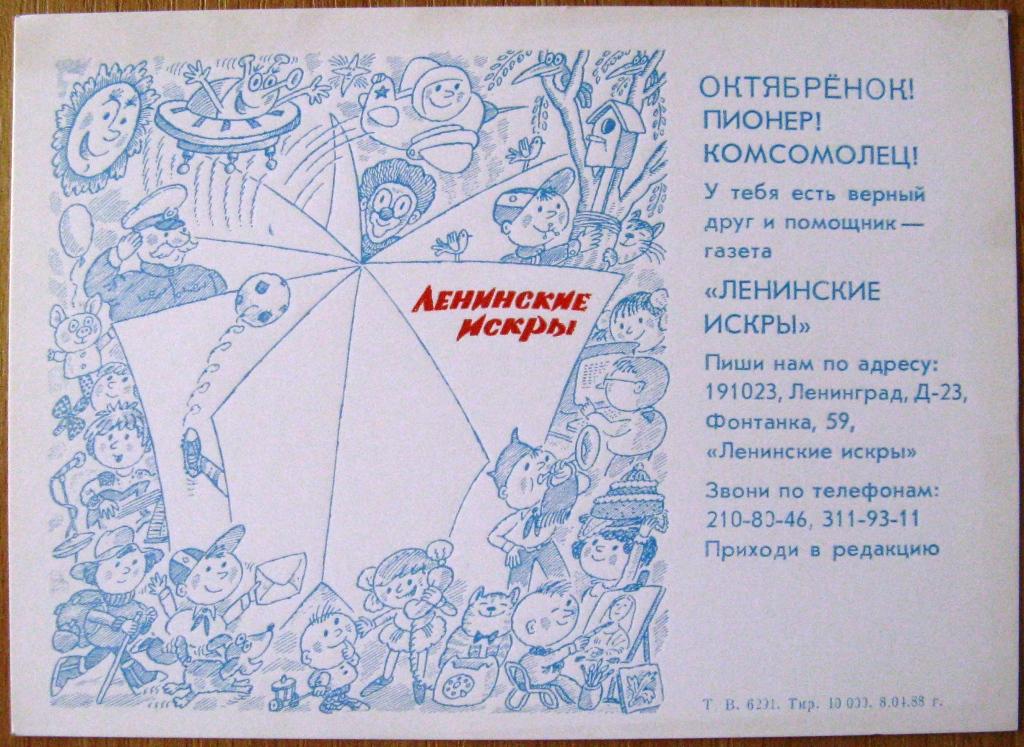 ЛЕНИНСКИЕ
ИСКРЫ
ОКТЯБРЁНОК!
ПИОНЕР!
КОМСОМОЛЕЦ!
У тебя есть верный
друг и помощник —
газета
«ЛЕНИНСКИЕ
ИСКРЫ»
Пиши нам по адресу:
191023, Ленинград, Д-23,
Фонтанка, 59,
«Ленинские искры»
Звони по телефонам:
210-80-46, 311-93-11
Приходи в редакцию
Т. В. 6201. Тир. 10 000. 8.04.88 г.